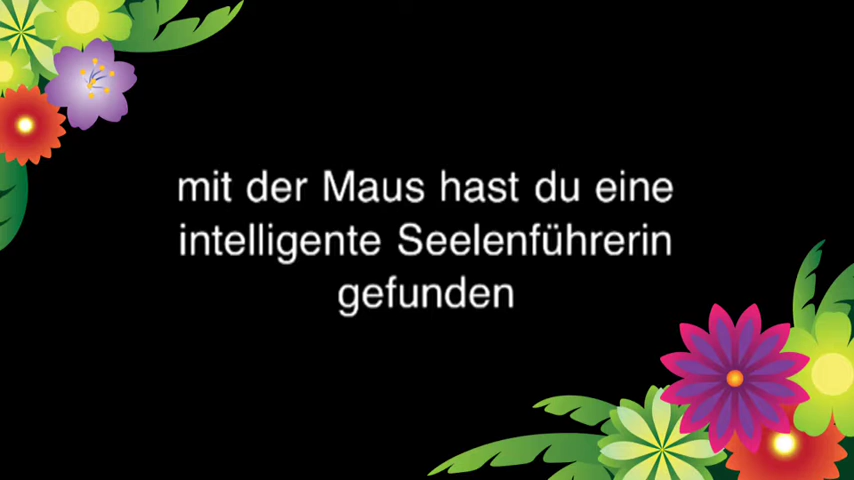 mit der Maus hast du eine
intelligente Seelenführerin
gefunden